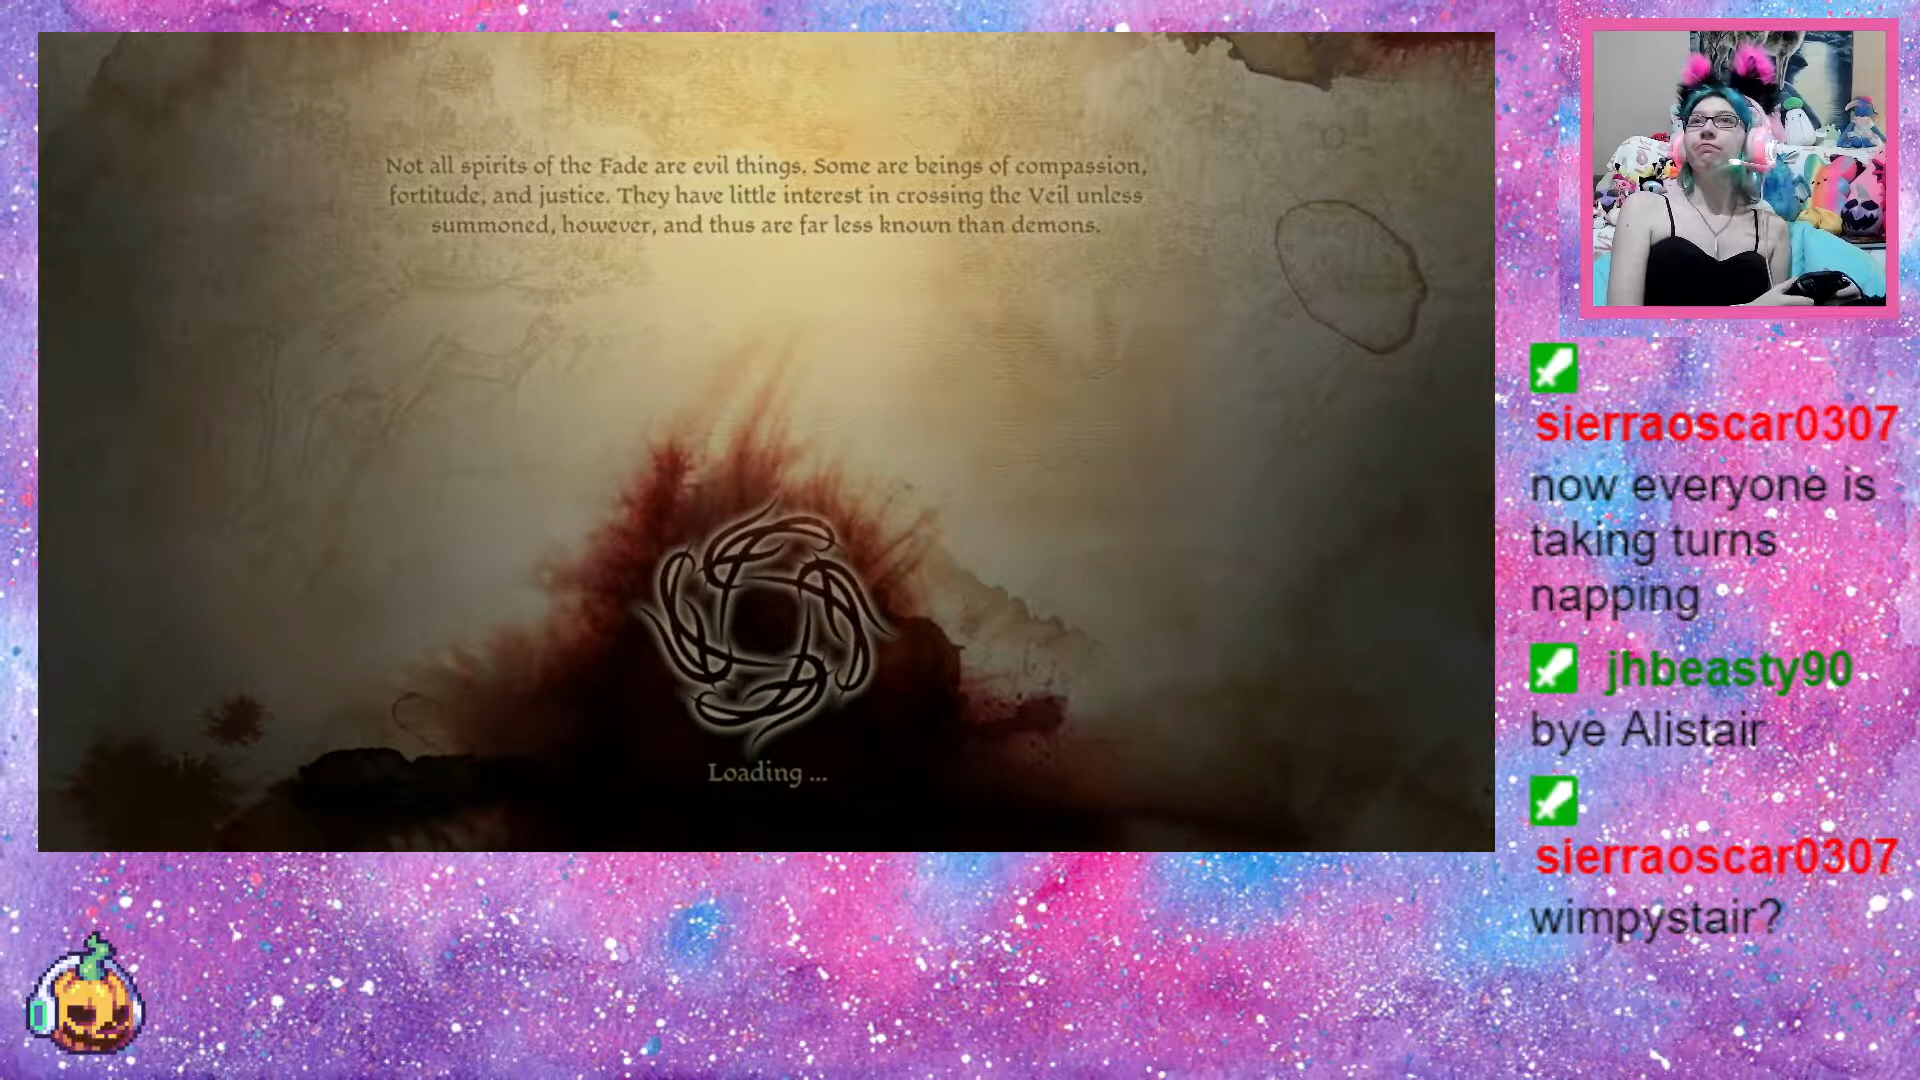 Not all spirits of the Fade are evil things. Some are beings of compassion,
fortitude, and justice. They have little interest in crossing the Veil unless
summoned, however, and thus are far less known than demons.
Loading ...
sierraoscar0307
now everyone is
taking turns
napping
jhbeasty90
bye Alistair
sierraoscar0307
wimpystair?